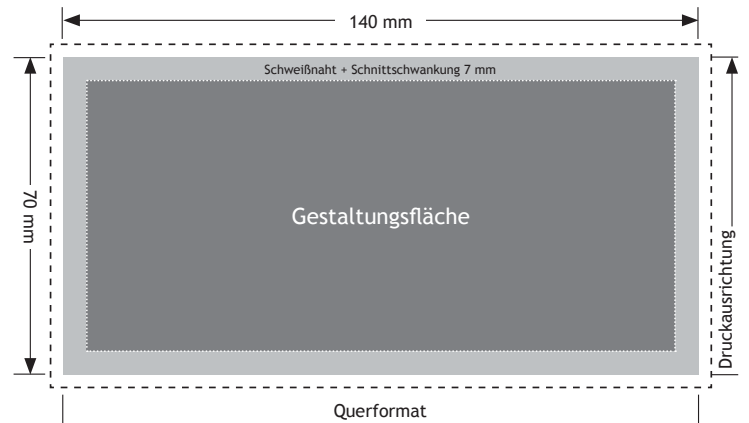 140 mm
Schweißnaht + Schnittschwankung 7 mm
70 mm
Gestaltungsfläche
Druckausrichtung
Querformat